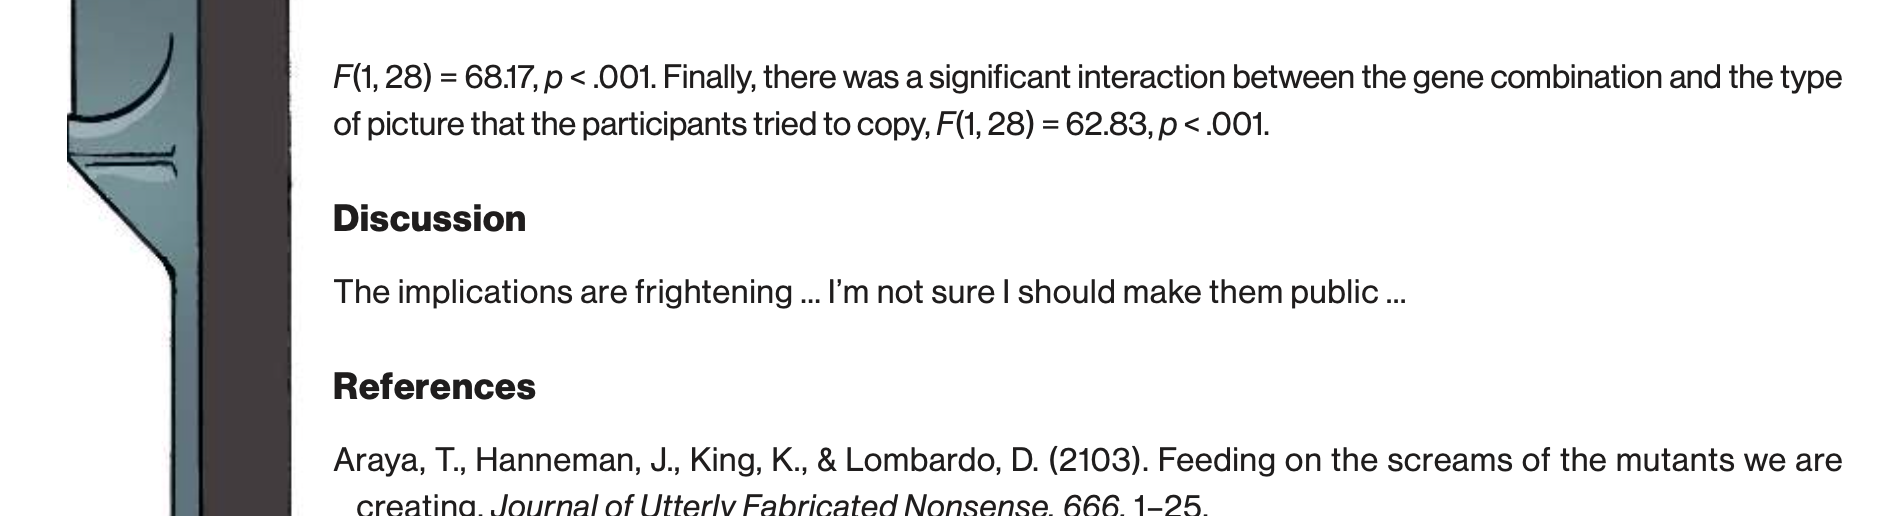 F(1, 28) = 68.17, p < .001. Finally, there was a significant interaction between the gene combination and the type
of picture that the participants tried to copy, F(1, 28) = 62.83, p < .001.
Discussion
The implications are frightening ... I’m not sure I should make them public ...
References
Araya, T., Hanneman, J., King, K., & Lombardo, D. (2103). Feeding on the screams of the mutants we are
creating. Journal of Utterly Fabricated Nonsense, 666, 1–25.